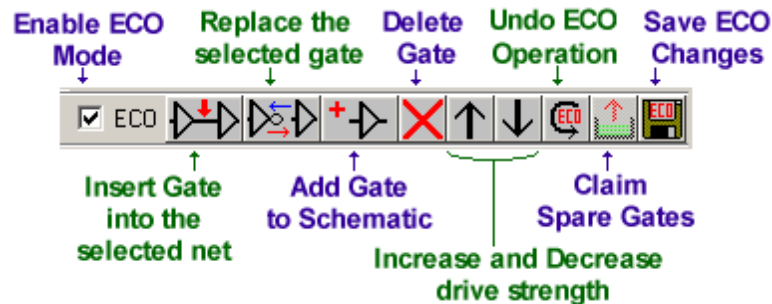 Enable ECO
Mode
Replace the
selected gate
Delete
Gate
Undo ECO
Operation
Save ECO
Changes
ECO
ECO
ECO
Insert Gate
into the
selected net
Add Gate
to Schematic
Increase and Decrease
drive strength
Claim
Spare Gates